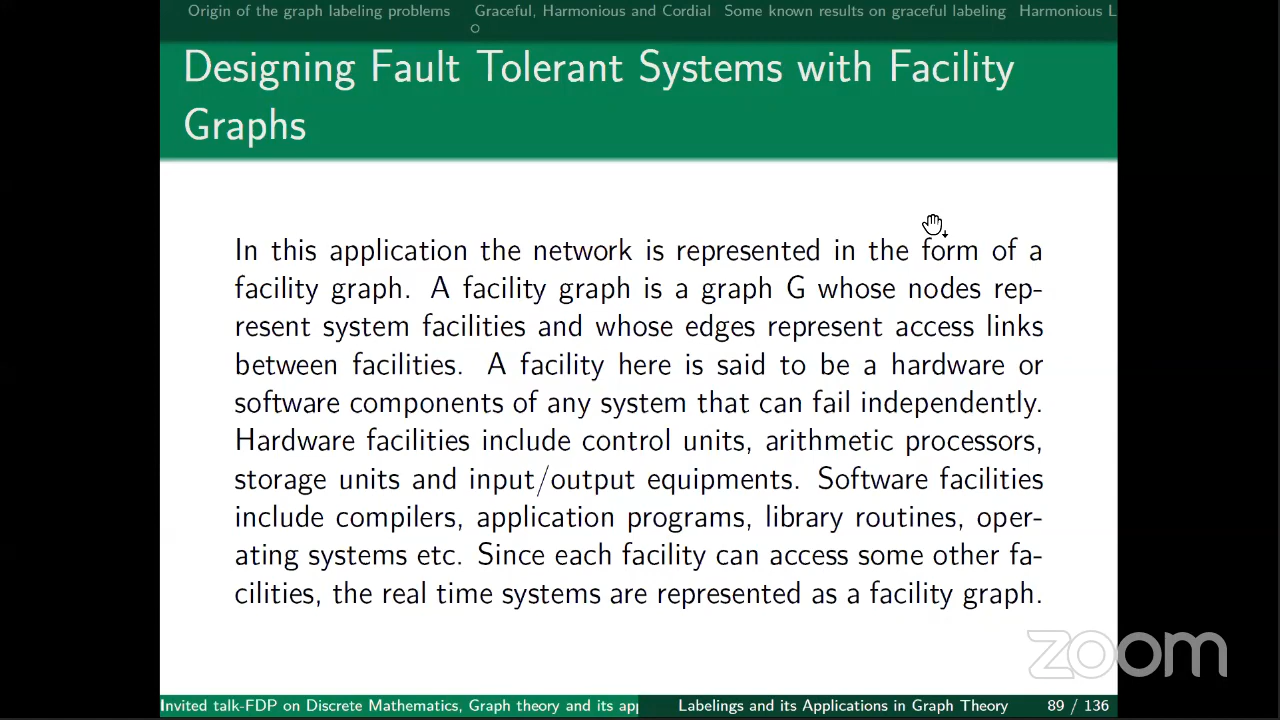 Origin of the graph labeling problems Graceful, Harmonious and Cordial Some known results on graceful labeling Harmonious L
Designing Fault Tolerant Systems with Facility
Graphs
In this application the network is represented in the form of a
facility graph. A facility graph is a graph G whose nodes rep-
resent system facilities and whose edges represent access links
between facilities. A facility here is said to be a hardware or
software components of any system that can fail independently.
Hardware facilities include control units, arithmetic processors,
storage units and input/output equipments. Software facilities
include compilers, application programs, library routines, oper-
ating systems etc. Since each facility can access some other fa-
cilities, the real time systems are represented as a facility graph.
zoom
Invited talk-FDP on Discrete Mathematics, Graph theory and its app Labelings and its Applications in Graph Theory 89 / 136